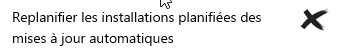 Replanifier les installations planifiées des
mises à jour automatiques